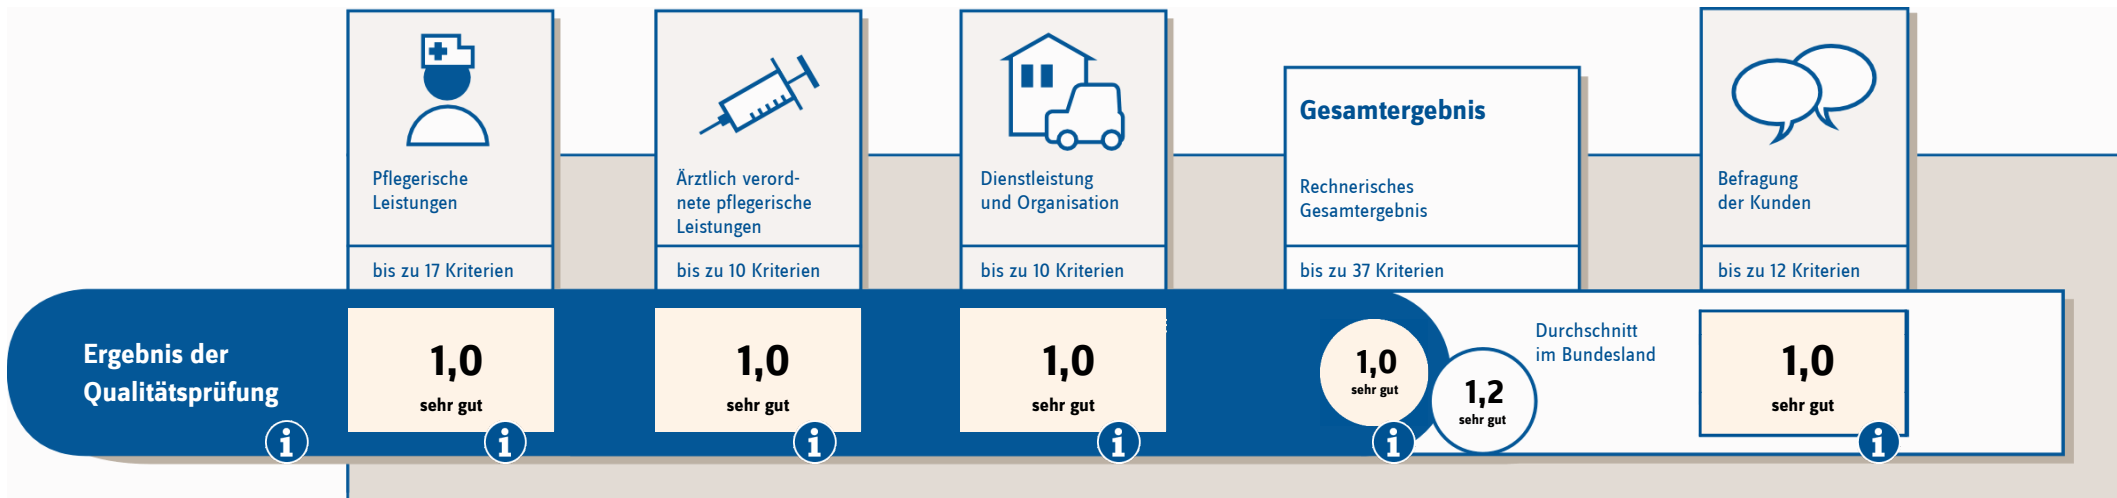 Pflegerische
Leistungen
bis zu 17 Kriterien
Ärztlich verord-
nete pflegerische
Leistungen
bis zu 10 Kriterien
Dienstleistung
und Organisation
bis zu 10 Kriterien
Gesamtergebnis
Rechnerisches
Gesamtergebnis
bis zu 37 Kriterien
Befragung
der Kunden
bis zu 12 Kriterien
Ergebnis der
Qualitätsprüfung
i
1,0
sehr gut
i
1,0
sehr gut
i
1,0
sehr gut
i
1,0
sehr gut
i
1,2
sehr gut
Durchschnitt
im Bundesland
1,0
sehr gut
i